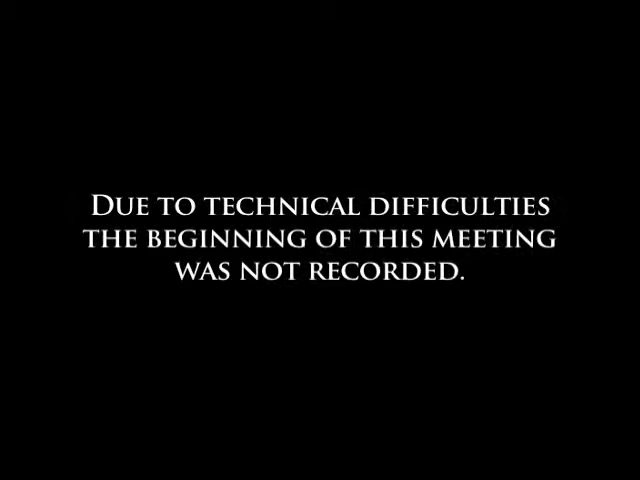 Due to technical difficulties
the beginning of this meeting
was not recorded.